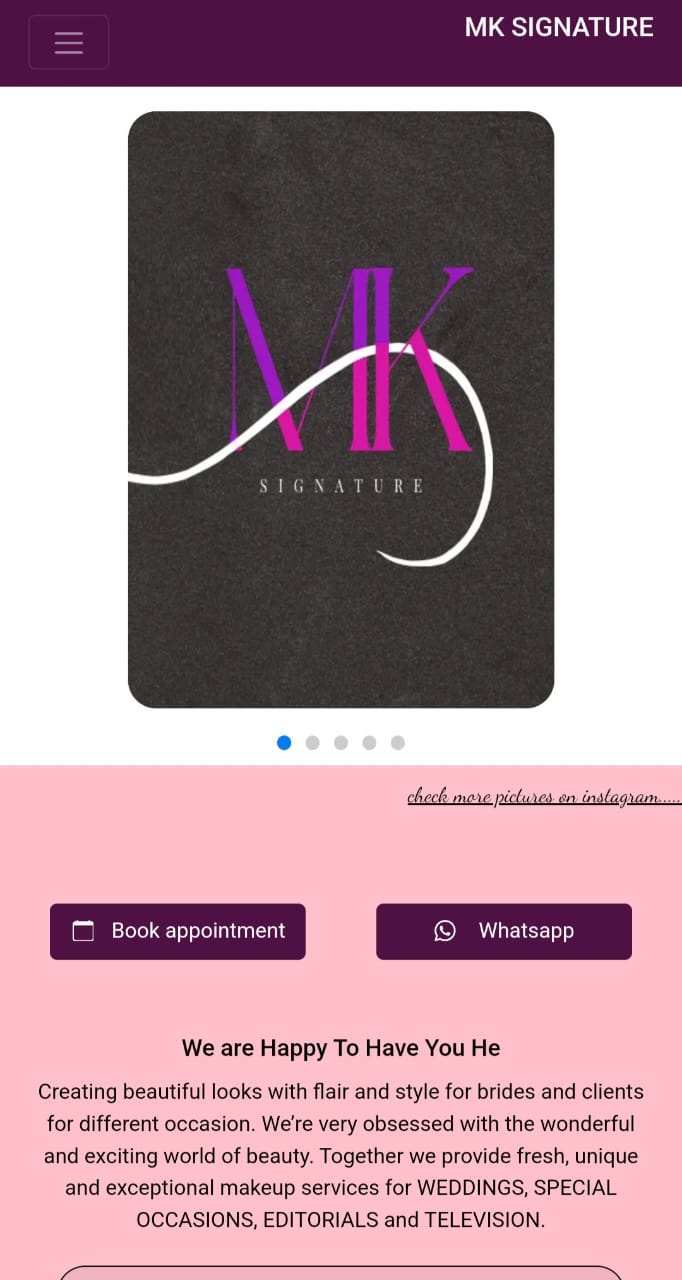 MK SIGNATURE
MK
SIGNATURE
check more pictures on instagram.....
Book appointment
Whatsapp
We are Happy To Have You He
Creating beautiful looks with flair and style for brides and clients
for different occasion. We’re very obsessed with the wonderful
and exciting world of beauty. Together we provide fresh, unique
and exceptional makeup services for WEDDINGS, SPECIAL
OCCASIONS, EDITORIALS and TELEVISION.